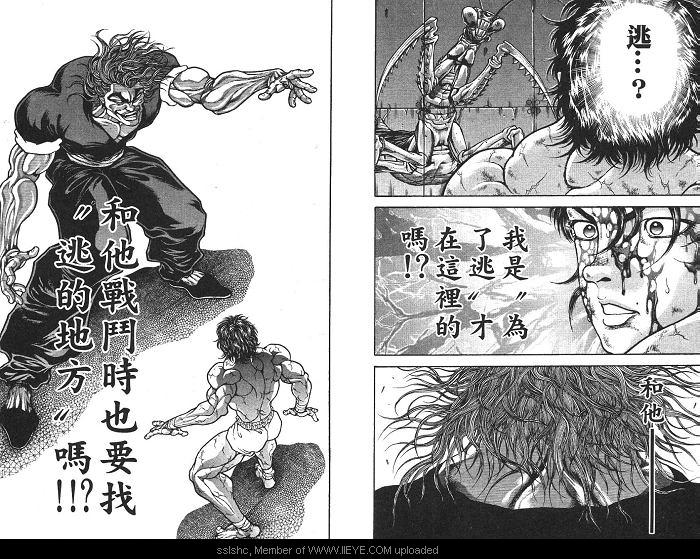 逃…？
我是〝為
了逃〞才
在這裡的
嗎！？
和他——
和他戰鬥時也要找
〝逃的地方〞嗎！！？
sslshc, Member of WWW.IIEYE.COM uploaded